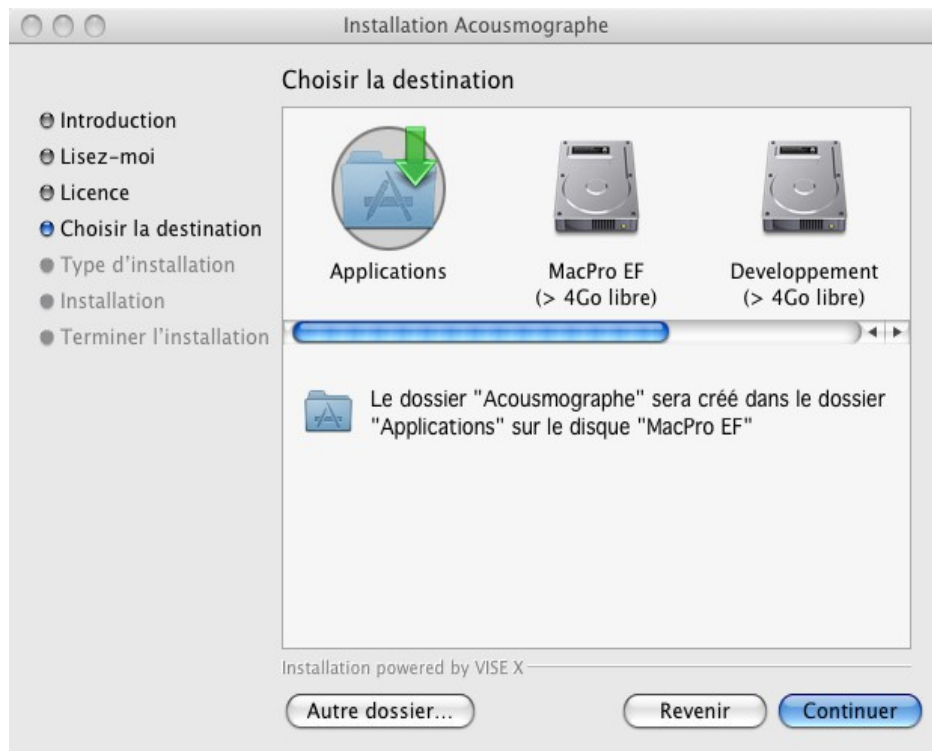 Installation Acousmographe
Choisir la destination
Introduction
Lisez-moi
Licence
Choisir la destination
Type d'installation
Installation
Terminer l'installation
Applications
MacPro EF
(> 4Go libre)
Developpement
(> 4Go libre)
Le dossier "Acousmographe" sera créé dans le dossier
"Applications" sur le disque "MacPro EF"
Installation powered by VISE X
Autre dossier...
Revenir
Continuer